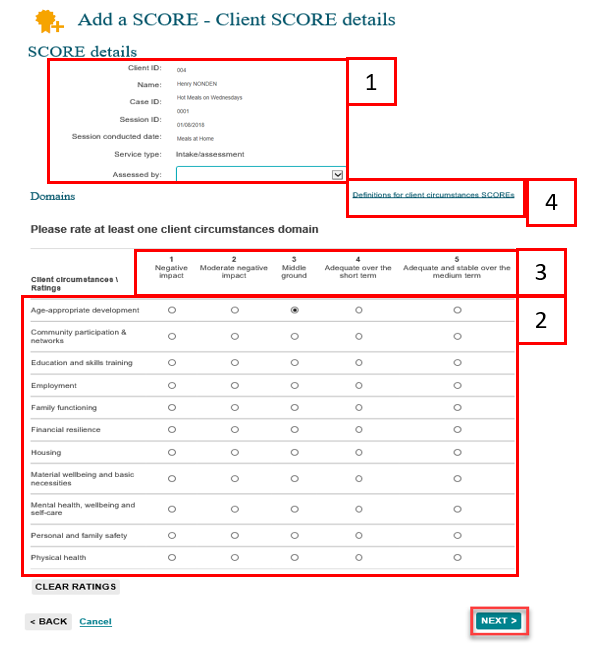 Add a SCORE - Client SCORE details
SCORE details
1
Client ID: 004
Name: Henry NONDEN
Case ID: Hot Meals on Wednesdays
0001
Session ID: 01/08/2018
Session conducted date: Meals at Home
Service type: Intake/assessment
Assessed by:
Domains
Definitions for client circumstances SCOREs
4
Please rate at least one client circumstances domain
Client circumstances \
Ratings
1
Negative
impact
2
Moderate negative
impact
3
Middle
ground
4
Adequate over the
short term
5
Adequate and stable over the
medium term
3
2
Age-appropriate development
Community participation &
networks
Education and skills training
Employment
Family functioning
Financial resilience
Housing
Material wellbeing and basic
necessities
Mental health, wellbeing and
self-care
Personal and family safety
Physical health
CLEAR RATINGS
< BACK Cancel NEXT >